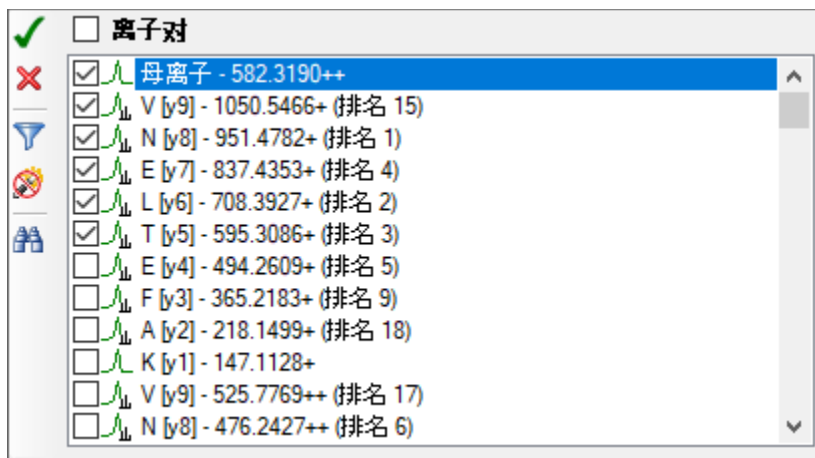 离子对
母离子 - 582.3190++
V [y9] - 1050.5466+ (排名 15)
N [y8] - 951.4782+ (排名 1)
E [y7] - 837.4353+ (排名 4)
L [y6] - 708.3927+ (排名 2)
T [y5] - 595.3086+ (排名 3)
E [y4] - 494.2609+ (排名 5)
F [y3] - 365.2183+ (排名 9)
A [y2] - 218.1499+ (排名 18)
K [y1] - 147.1128+
V [y9] - 525.7769++ (排名 17)
N [y8] - 476.2427++ (排名 6)